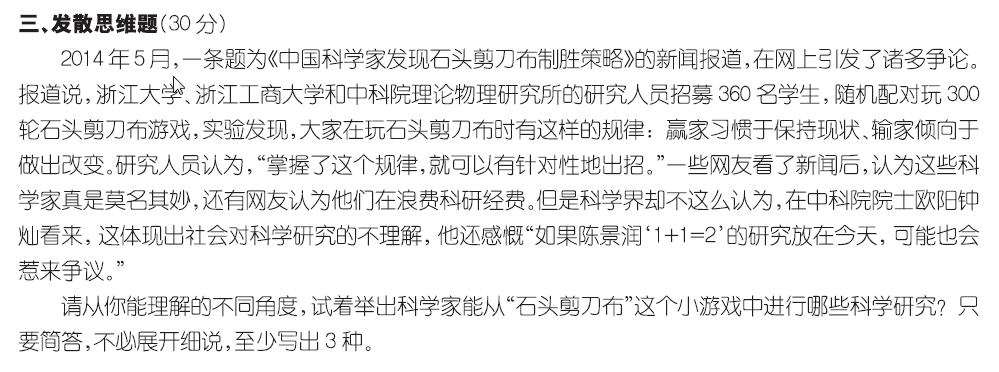 三、发散思维题(30分)
2014年5月,一条题为《中国科学家发现石头剪刀布制胜策略》的新闻报道,在网上引发了诸多争论。
报道说,浙江大学、浙江工商大学和中科院理论物理研究所的研究人员招募360名学生,随机配对玩300
轮石头剪刀布游戏,实验发现,大家在玩石头剪刀布时有这样的规律:赢家习惯于保持现状、输家倾向于
做出改变。研究人员认为,“掌握了这个规律,就可以有针对性地出招。”一些网友看了新闻后,认为这些科
学家真是莫名其妙,还有网友认为他们在浪费科研经费。但是科学界却不这么认为,在中科院院士欧阳钟
灿看来,这体现出社会对科学研究的不理解,他还感慨“如果陈景润‘1+1=2’的研究放在今天,可能也会
惹来争议。”
请从你能理解的不同角度,试着举出科学家能从“石头剪刀布”这个小游戏中进行哪些科学研究？只
要简答,不必展开细说,至少写出3种。